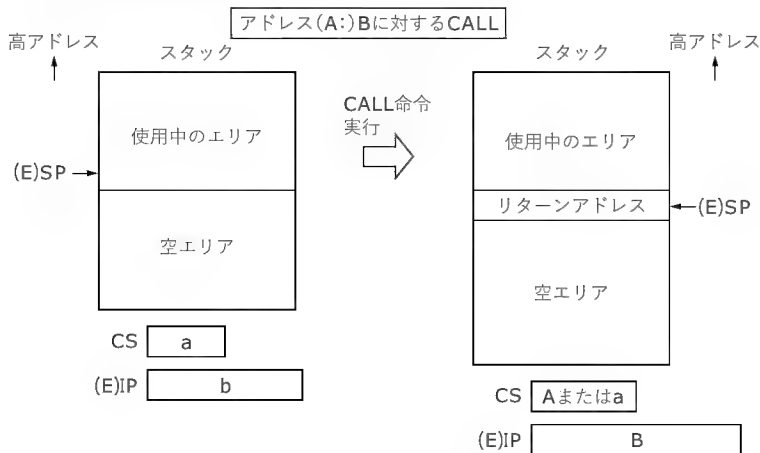 アドレス(A:)Bに対するCALL
高アドレス
スタック
使用中のエリア
(E)SP
空エリア
CS
a
(E)IP
b
CALL命令
実行
スタック
高アドレス
使用中のエリア
リターンアドレス
(E)SP
空エリア
CS
Aまたはa
(E)IP
B